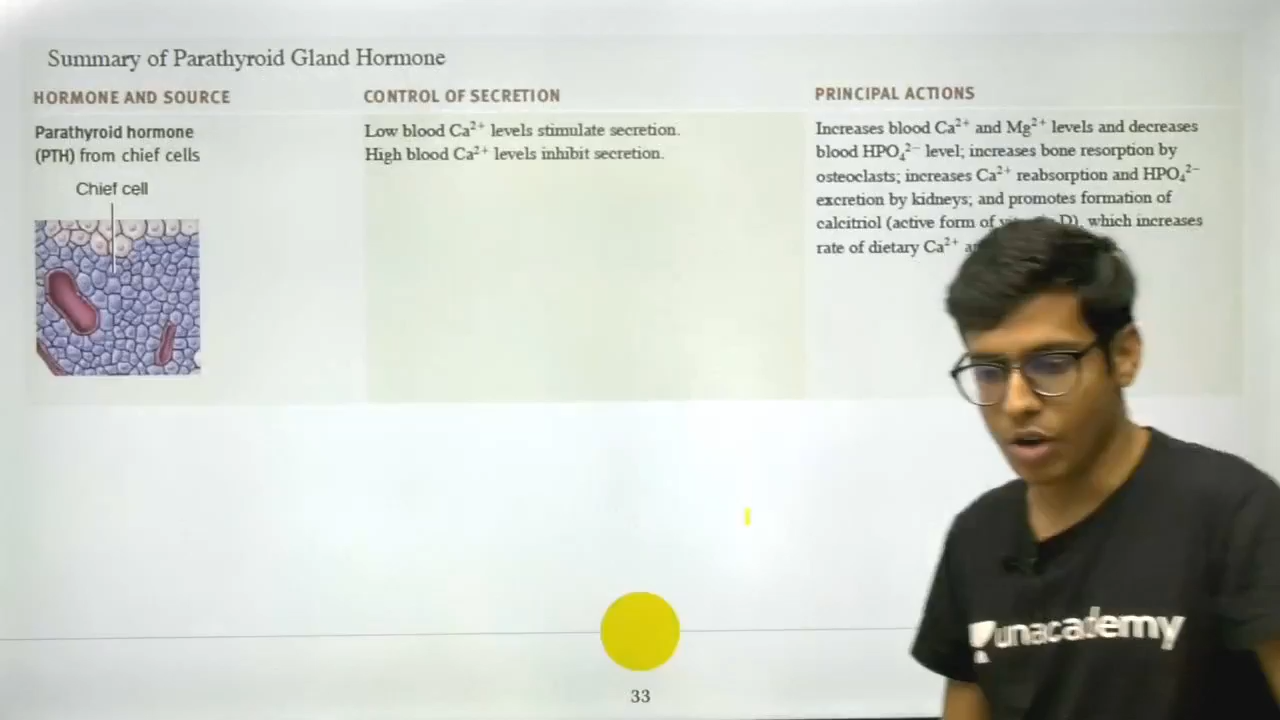 Summary of Parathyroid Gland Hormone
HORMONE AND SOURCE
CONTROL OF SECRETION
PRINCIPAL ACTIONS
Parathyroid hormone
(PTH) from chief cells
Chief cell
Low blood Ca²⁺ levels stimulate secretion.
High blood Ca²⁺ levels inhibit secretion.
Increases blood Ca²⁺ and Mg²⁺ levels and decreases
blood HPO₄²⁻ level; increases bone resorption by
osteoclasts; increases Ca²⁺ reabsorption and HPO₄²⁻
excretion by kidneys; and promotes formation of
calcitriol (active form of D), which increases
rate of dietary Ca²⁺
unacademy
33